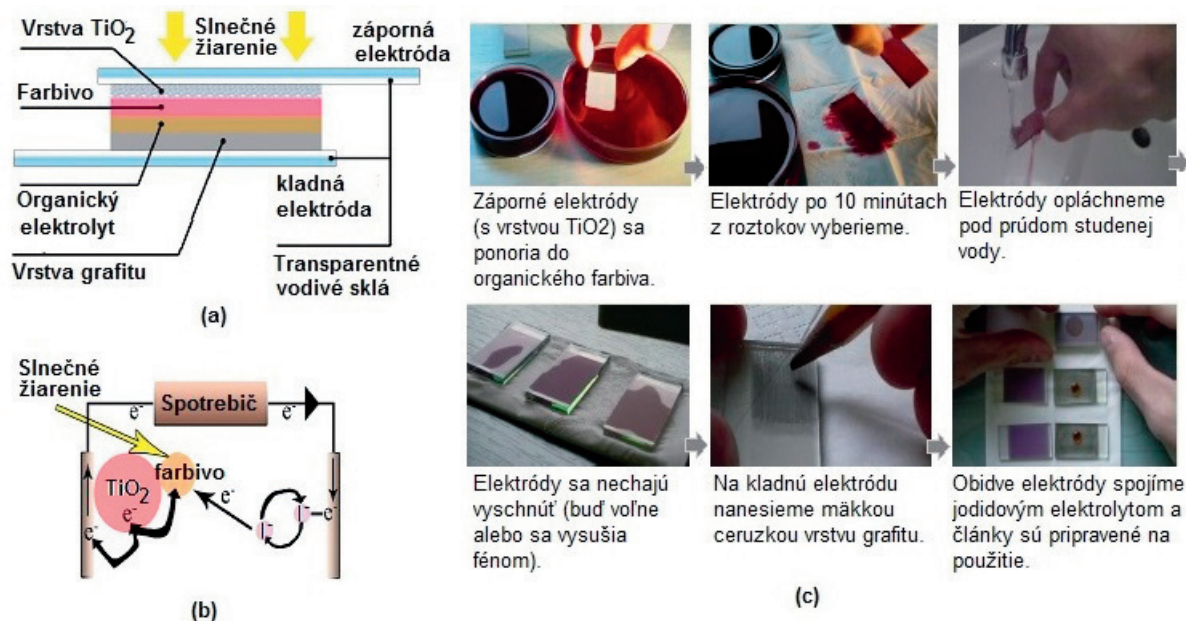 Vrstva TiO2
Slnečné
žiarenie
záporná
elektróda
Farbivo
Organický
elektrolyt
kladná
elektróda
Vrstva grafitu
Transparentné
vodivé sklá
(a)
Slnečné
žiarenie
e-
Spotrebič
e-
farbivo
TiO2
e-
e-
e-
e-
(b)
Záporné elektródy
(s vrstvou TiO2) sa
ponoria do
organického farbiva.
Elektródy po 10 minútach
z roztokov vyberieme.
Elektródy opláchneme
pod prúdom studenej
vody.
Elektródy sa nechajú
vyschnúť (buď voľne
alebo sa vysušia
fénom).
Na kladnú elektródu
nanesieme mäkkou
ceruzkou vrstvu grafitu.
Obidve elektródy spojíme
jodidovým elektrolytom a
články sú pripravené na
použitie.
(c)